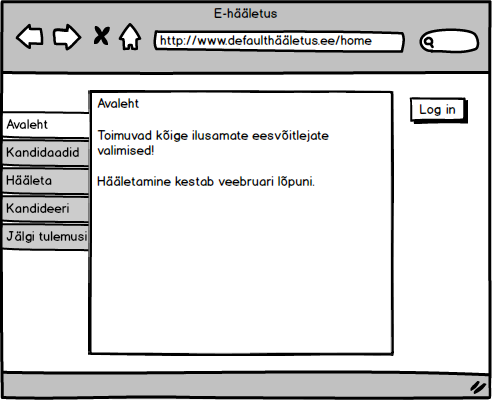 E-hääletus
http://www.defaulthääletus.ee/home
Log in
Avaleht
Kandidaadid
Hääleta
Kandideeri
Jälgi tulemusi
Avaleht
Toimuvad kõige ilusamate eesvõitlejate
valimised!
Hääletamine kestab veebruari lõpuni.